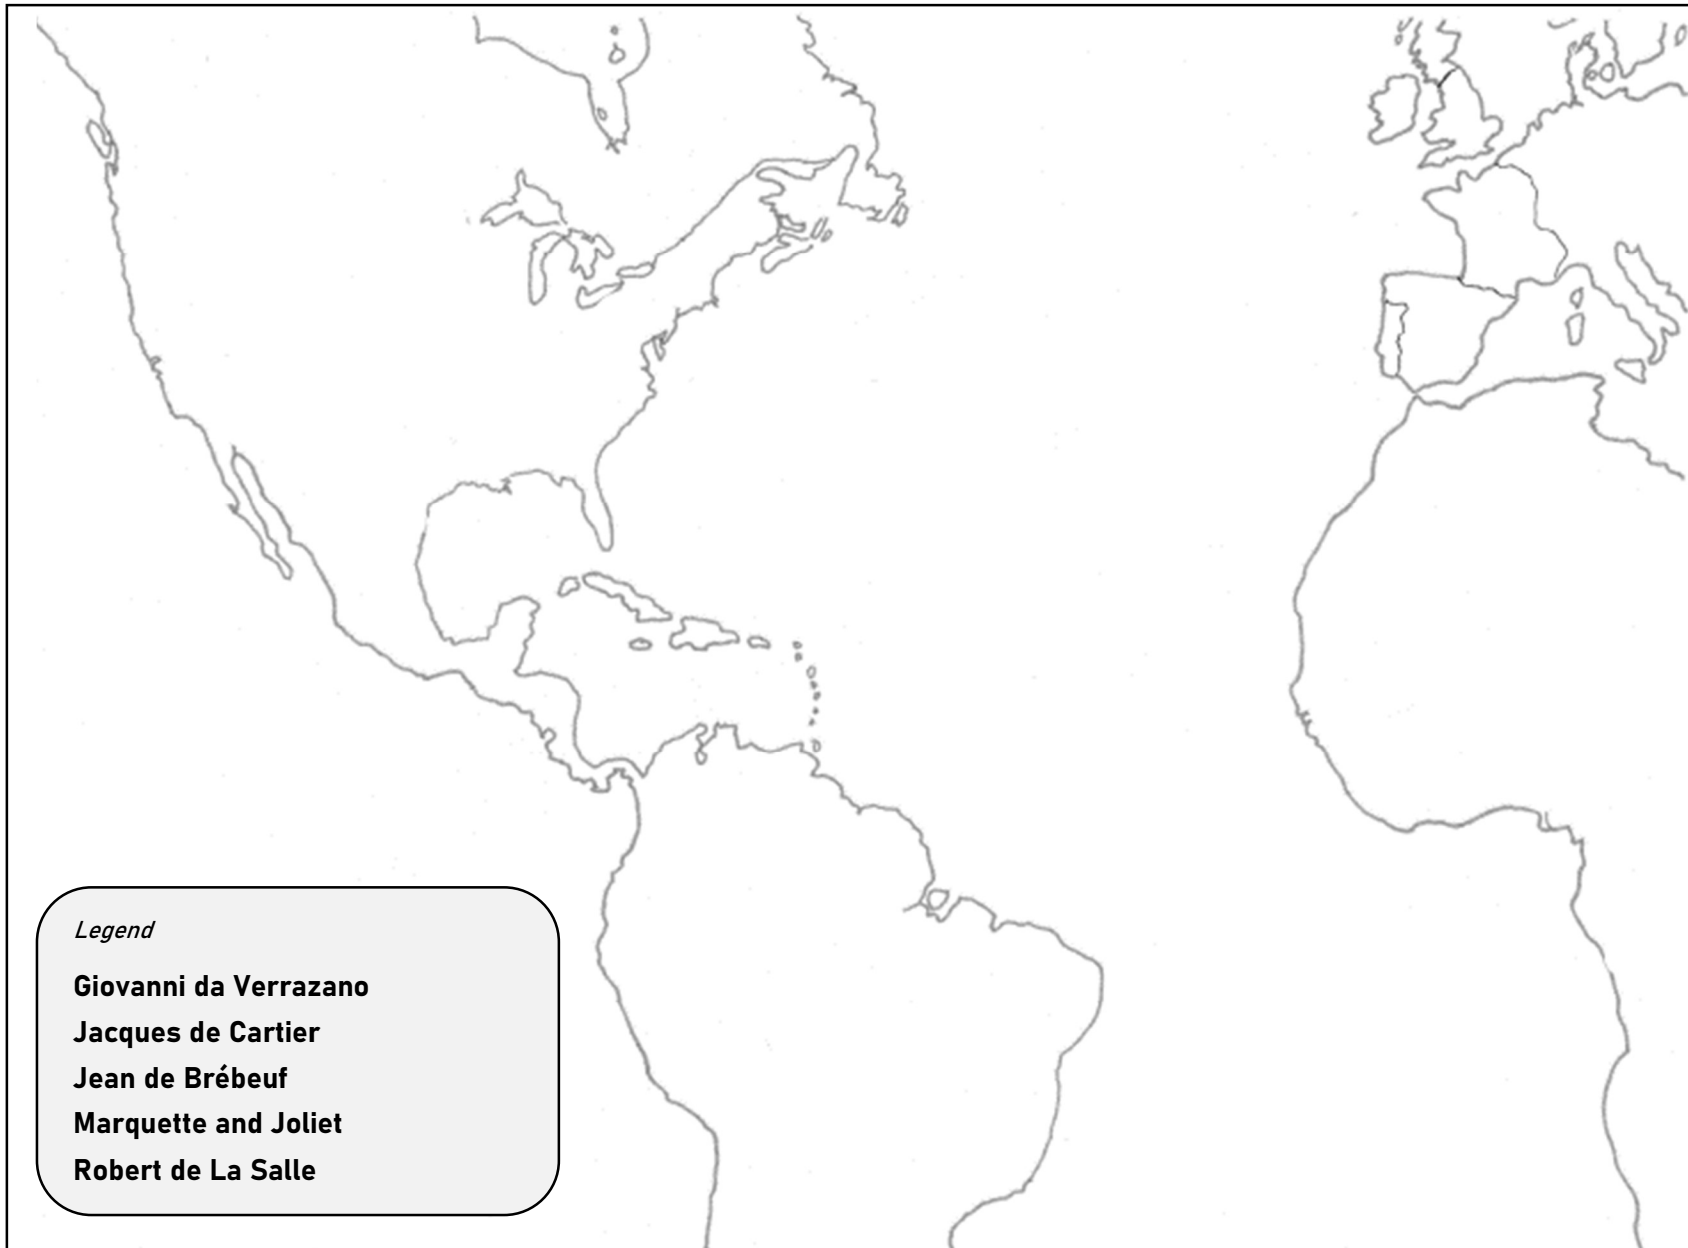 Legend
Giovanni da Verrazano
Jacques de Cartier
Jean de Brébeuf
Marquette and Joliet
Robert de La Salle